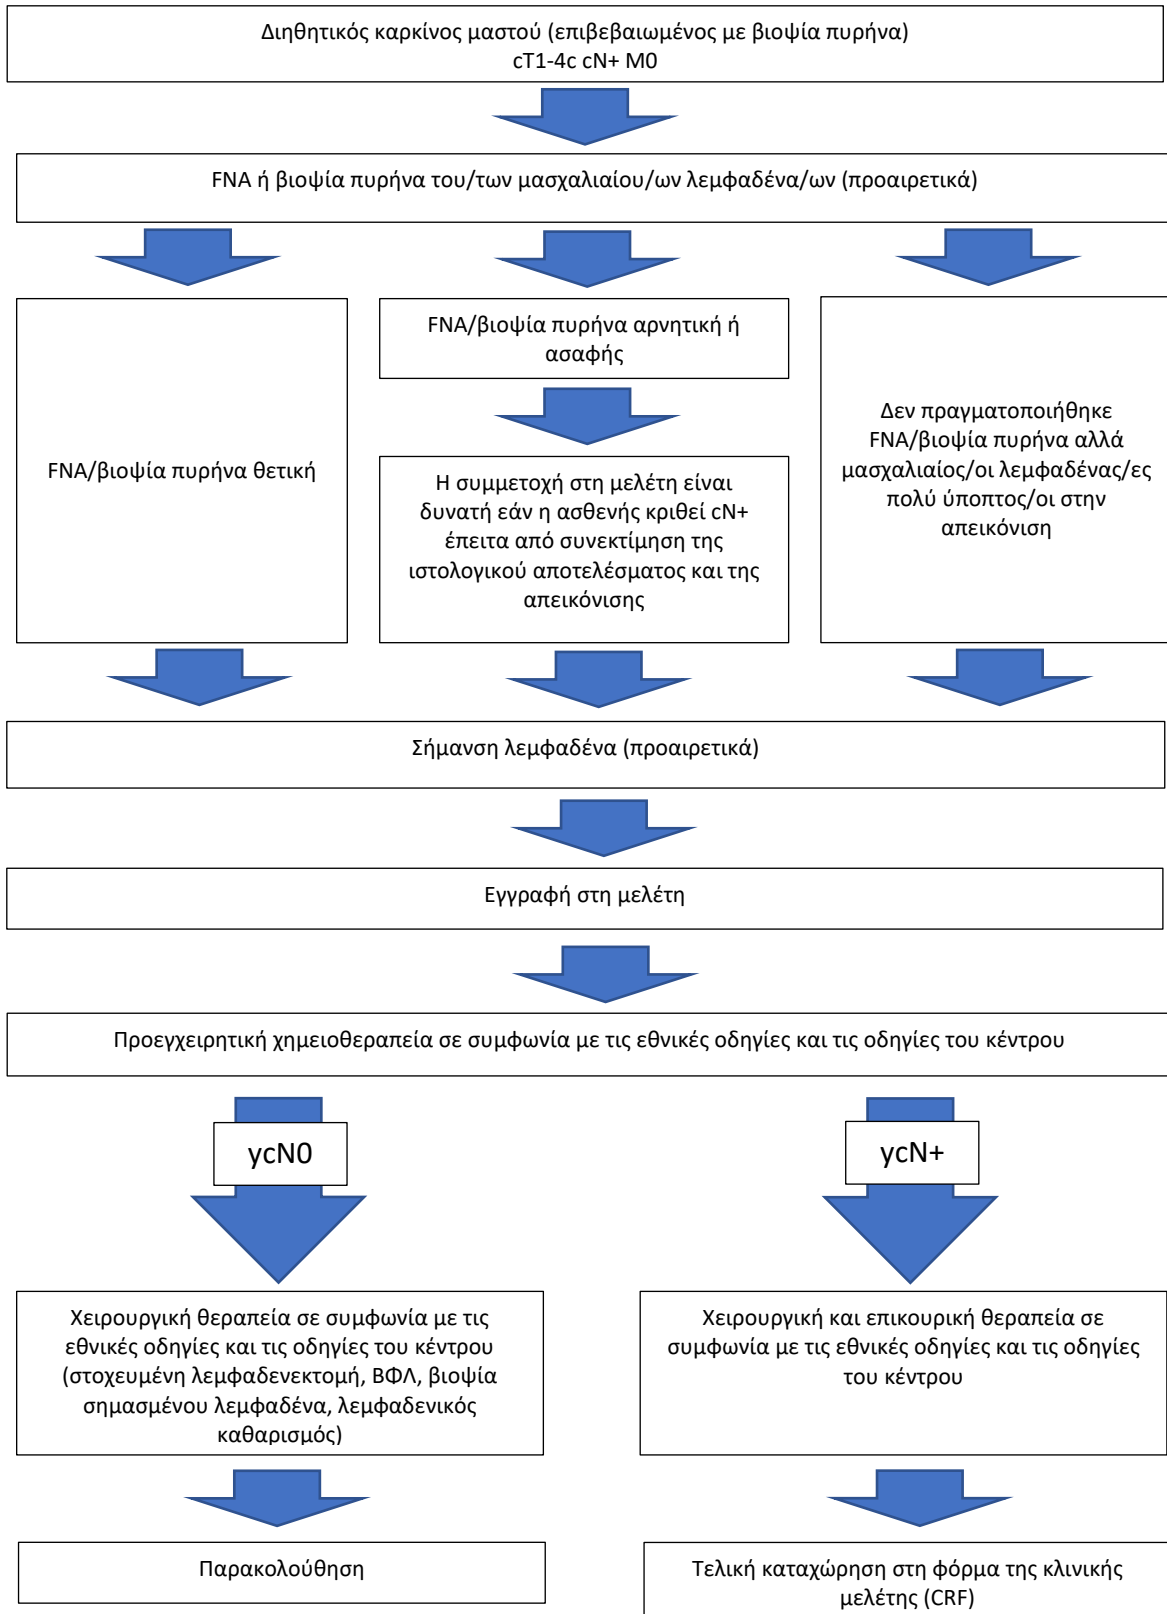 Διηθητικός καρκίνος μαστού (επιβεβαιωμένος με βιοψία πυρήνα)
cT1-4c cN+ M0
FNA ή βιοψία πυρήνα του/των μασχαλιαίου/ων λεμφαδένα/ων (προαιρετικά)
FNA/βιοψία πυρήνα θετική
FNA/βιοψία πυρήνα αρνητική ή
ασαφής
Η συμμετοχή στη μελέτη είναι
δυνατή εάν η ασθενής κριθεί cN+
έπειτα από συνεκτίμηση της
ιστολογικού αποτελέσματος και της
απεικόνισης
Δεν πραγματοποιήθηκε
FNA/βιοψία πυρήνα αλλά
μασχαλιαίος/οι λεμφαδένας/ες
πολύ ύποπτος/οι στην
απεικόνιση
Σήμανση λεμφαδένα (προαιρετικά)
Εγγραφή στη μελέτη
Προεγχειρητική χημειοθεραπεία σε συμφωνία με τις εθνικές οδηγίες και τις οδηγίες του κέντρου
ycN0
ycN+
Χειρουργική θεραπεία σε συμφωνία με τις
εθνικές οδηγίες και τις οδηγίες του κέντρου
(στοχευμένη λεμφαδενεκτομή, ΒΦΛ, βιοψία
σημασμένου λεμφαδένα, λεμφαδενικός
καθαρισμός)
Χειρουργική και επικουρική θεραπεία σε
συμφωνία με τις εθνικές οδηγίες και τις οδηγίες
του κέντρου
Παρακολούθηση
Τελική καταχώρηση στη φόρμα της κλινικής
μελέτης (CRF)